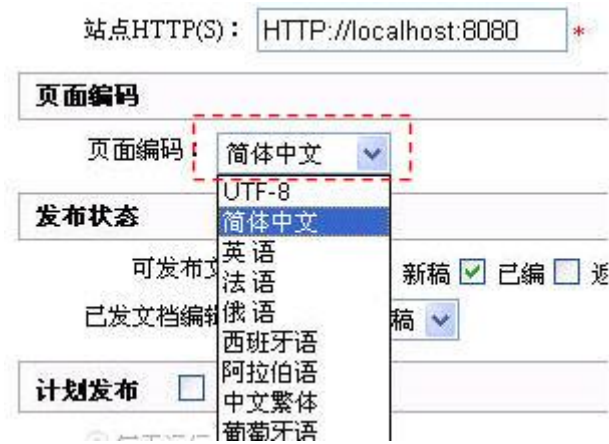 站点HTTP(S)： HTTP://localhost:8080 *
页面编码
页面编码： 简体中文
UTF-8
发布状态
简体中文
英 语
可发布文 新稿 已编
法 语
俄 语
已发文档编辑 稿
西班牙语
阿拉伯语
计划发布
中文繁体
葡萄牙语